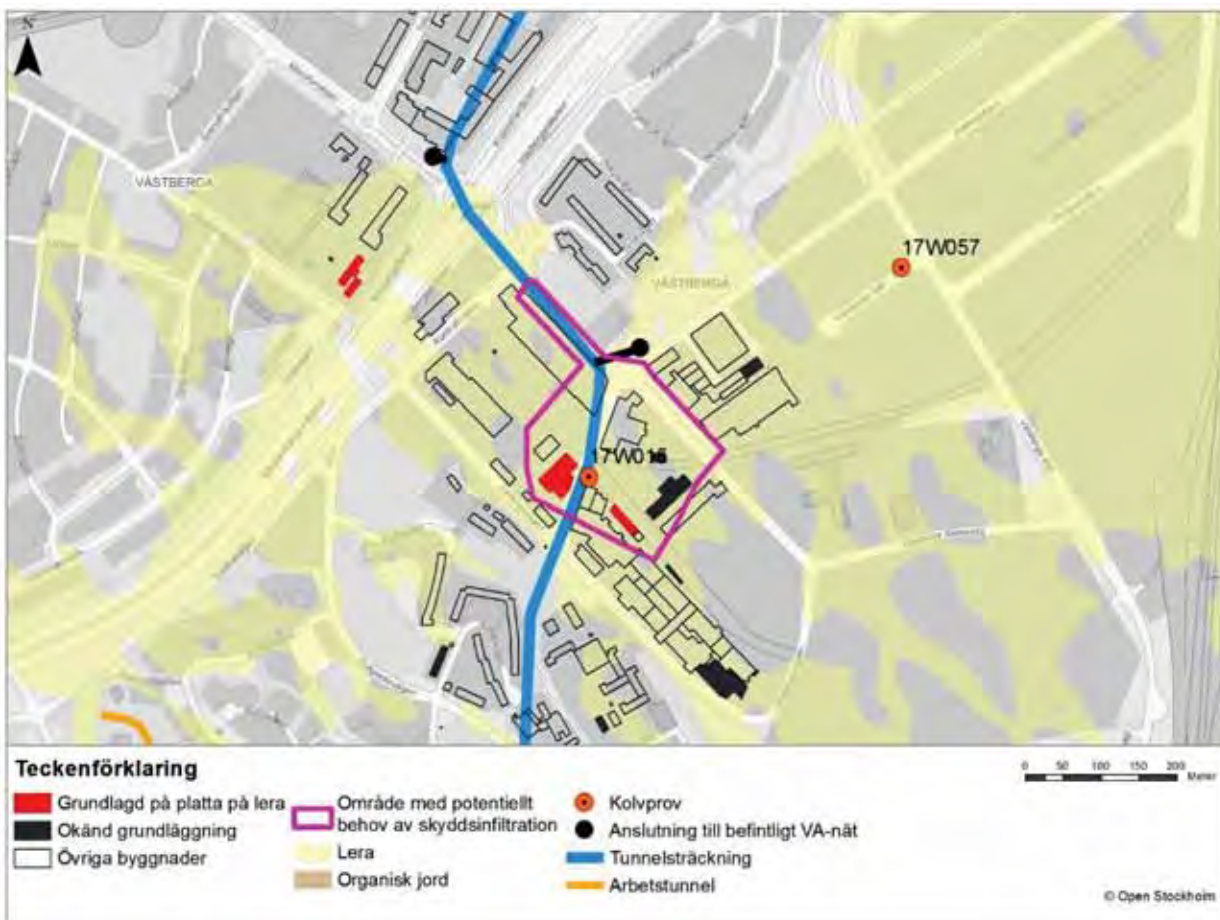 VÄSTBERGA
17W057
VÄSTBERGA
17W015
Teckenförklaring
Grundlagd på platta på lera
Okänd grundläggning
Övriga byggnader
Område med potentiellt
behov av skyddsinfiltration
Lera
Organisk jord
Kolvprov
Anslutning till befintligt VA-nät
Tunnelsträckning
Arbetstunnel
0 50 100 150 200
Meter
© Open Stockholm